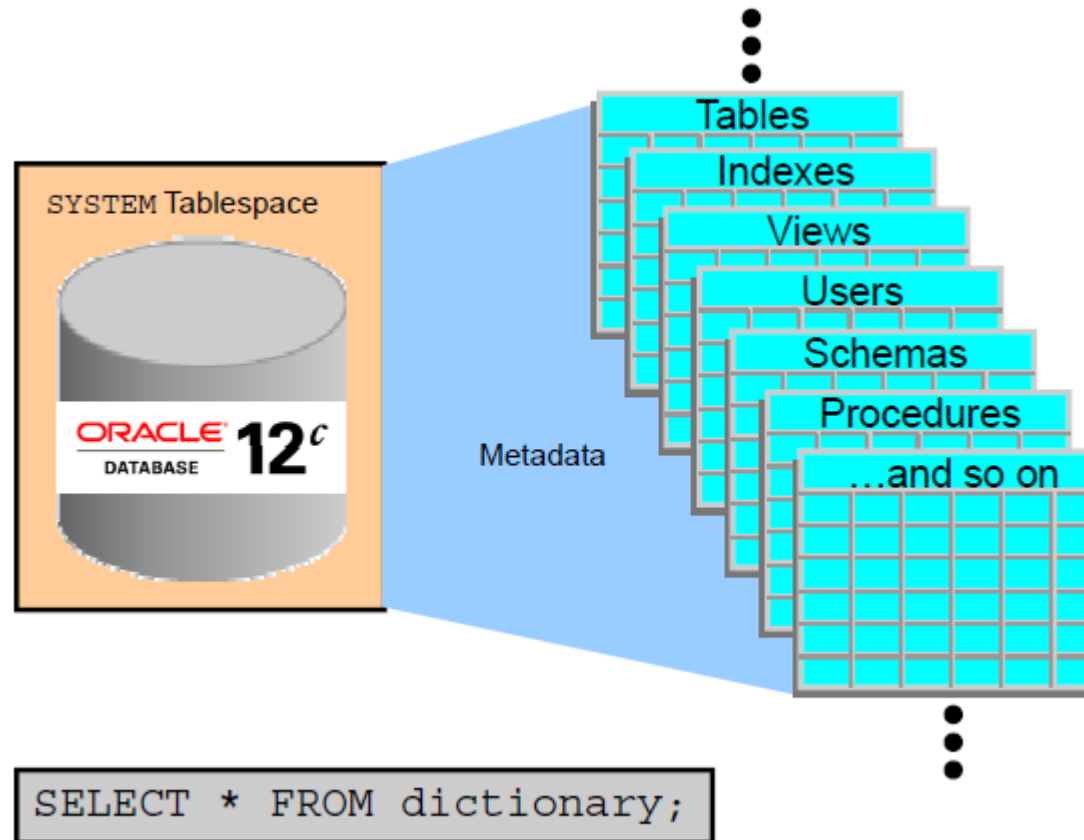 SYSTEM Tablespace
ORACLE®
DATABASE
12c
Metadata
Tables
Indexes
Views
Users
Schemas
Procedures
...and so on
SELECT * FROM dictionary;